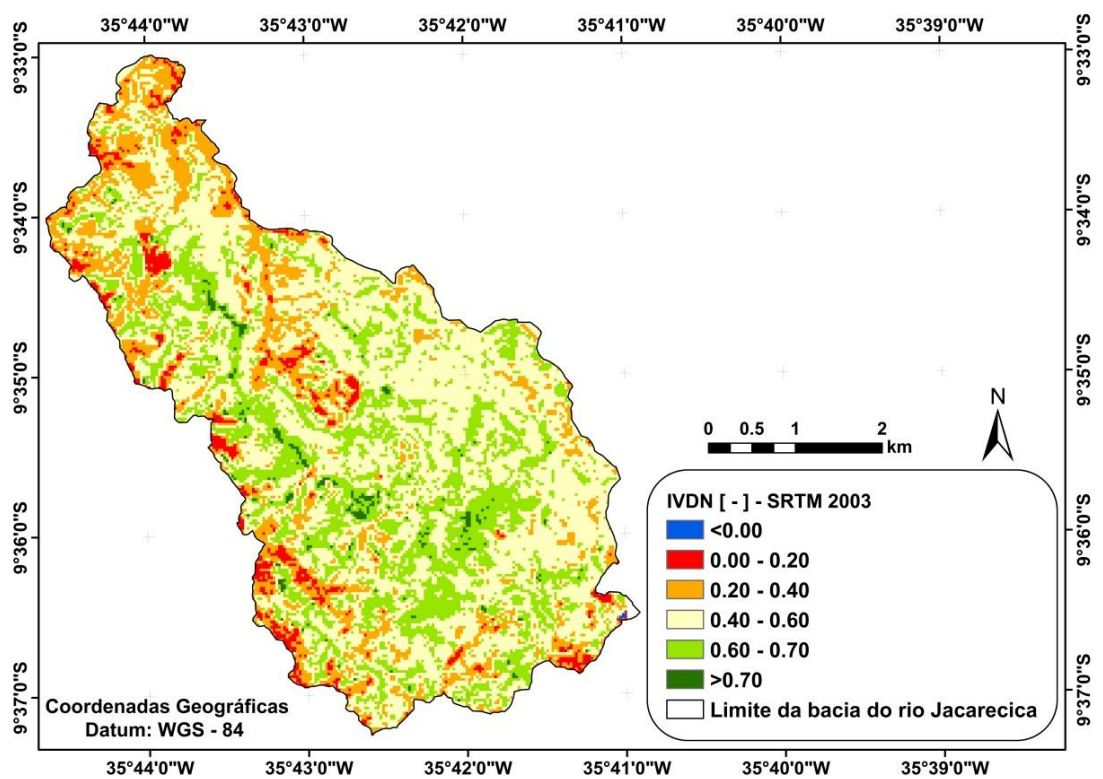 35°44'0"W 35°43'0"W 35°42'0"W 35°41'0"W 35°40'0"W 35°39'0"W
9°33'0"S 9°33'0"S
9°34'0"S 9°34'0"S
9°35'0"S 9°35'0"S
N
0 0.5 1 2
km
IVDN [ - ] - SRTM 2003
<0.00
9°36'0"S 9°36'0"S
0.00 - 0.20
0.20 - 0.40
0.40 - 0.60
0.60 - 0.70
>0.70
9°37'0"S 9°37'0"S
Limite da bacia do rio Jacarecica
Coordenadas Geográficas
Datum: WGS - 84
35°44'0"W 35°43'0"W 35°42'0"W 35°41'0"W 35°40'0"W 35°39'0"W